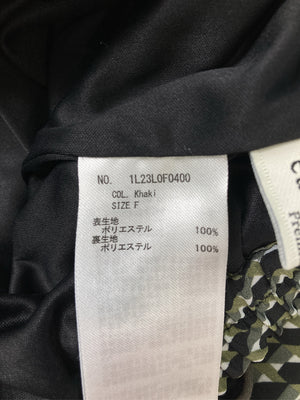 NO. 1L23L0F0400
COL. Khaki
SIZE F
表生地
ポリエステル 100%
裏生地
ポリエステル 100%